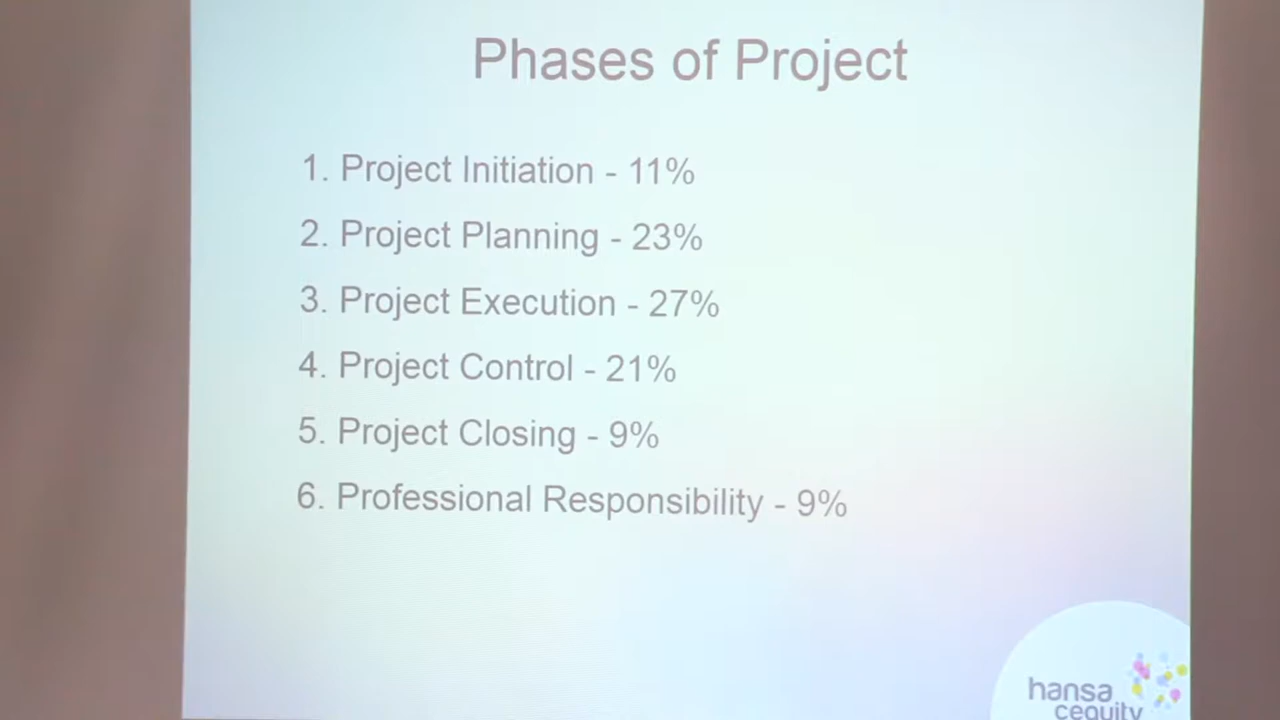 Phases of Project
1. Project Initiation - 11%
2. Project Planning - 23%
3. Project Execution - 27%
4. Project Control - 21%
5. Project Closing - 9%
6. Professional Responsibility - 9%
hansa
cequity